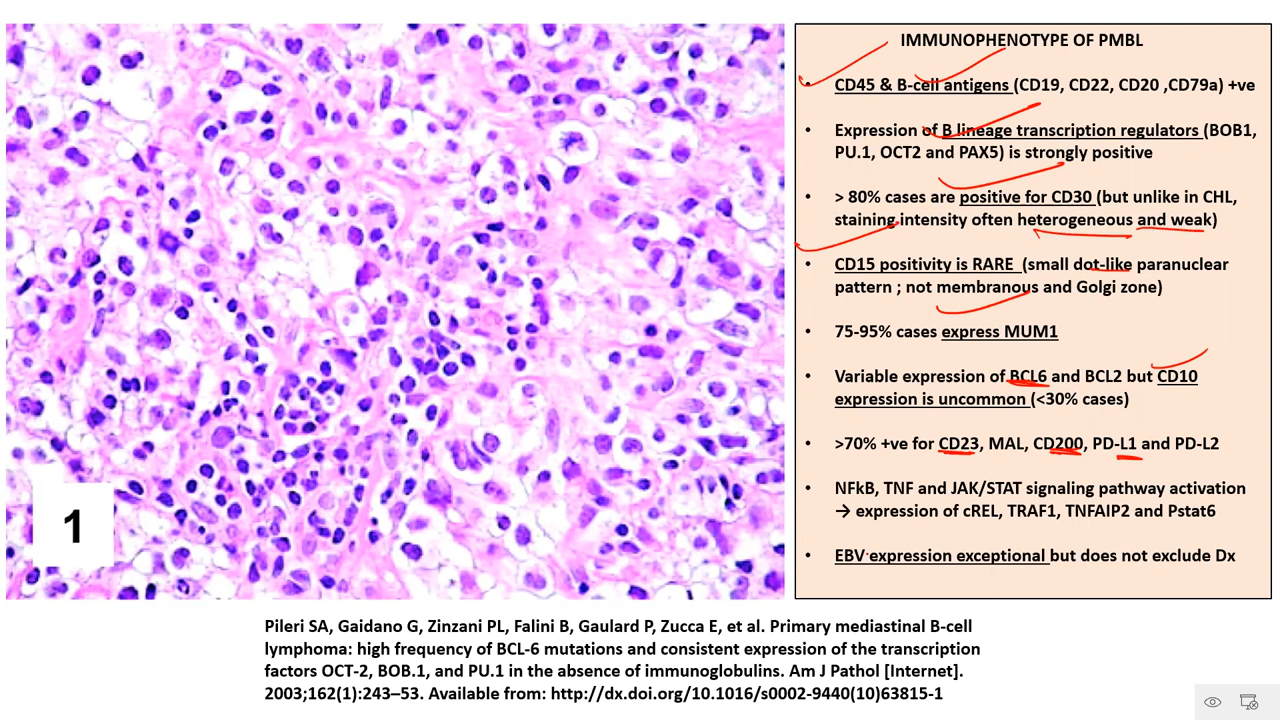 IMMUNOPHENOTYPE OF PMBL
• CD45 & B-cell antigens (CD19, CD22, CD20 ,CD79a) +ve
• Expression of B lineage transcription regulators (BOB1,
PU.1, OCT2 and PAX5) is strongly positive
• > 80% cases are positive for CD30 (but unlike in CHL,
staining intensity often heterogeneous and weak)
• CD15 positivity is RARE (small dot-like paranuclear
pattern ; not membranous and Golgi zone)
• 75-95% cases express MUM1
• Variable expression of BCL6 and BCL2 but CD10
expression is uncommon (<30% cases)
• >70% +ve for CD23, MAL, CD200, PD-L1 and PD-L2
• NFkB, TNF and JAK/STAT signaling pathway activation
→ expression of cREL, TRAF1, TNFAIP2 and Pstat6
• EBV expression exceptional but does not exclude Dx
1
Pileri SA, Gaidano G, Zinzani PL, Falini B, Gaulard P, Zucca E, et al. Primary mediastinal B-cell
lymphoma: high frequency of BCL-6 mutations and consistent expression of the transcription
factors OCT-2, BOB.1, and PU.1 in the absence of immunoglobulins. Am J Pathol [Internet].
2003;162(1):243–53. Available from: http://dx.doi.org/10.1016/s0002-9440(10)63815-1